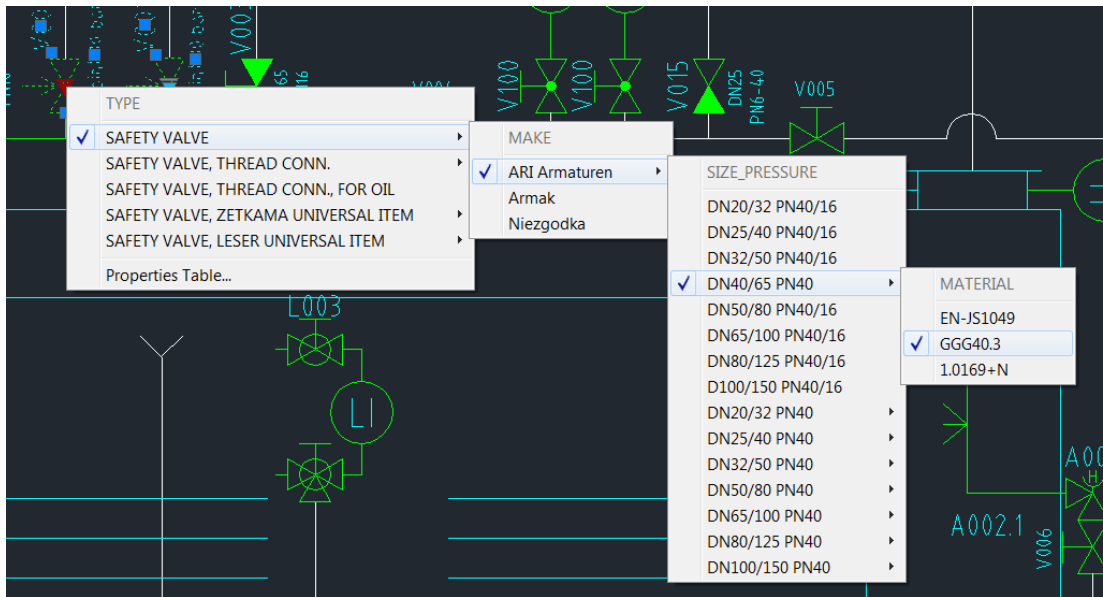 V003
65
16
V100
V100
V015
DN25
PN6-40
V005
TYPE
SAFETY VALVE
SAFETY VALVE, THREAD CONN.
SAFETY VALVE, THREAD CONN., FOR OIL
SAFETY VALVE, ZETKAMA UNIVERSAL ITEM
SAFETY VALVE, LESER UNIVERSAL ITEM
Properties Table...
MAKE
ARI Armaturen
Armak
Niezgodka
SIZE_PRESSURE
DN20/32 PN40/16
DN25/40 PN40/16
DN32/50 PN40/16
DN40/65 PN40
DN50/80 PN40/16
DN65/100 PN40/16
DN80/125 PN40/16
D100/150 PN40/16
DN20/32 PN40
DN25/40 PN40
DN32/50 PN40
DN50/80 PN40
DN65/100 PN40
DN80/125 PN40
DN100/150 PN40
MATERIAL
EN-JS1049
GGG40.3
1.0169+N
L003
LI
A00
H
A002.1
V006